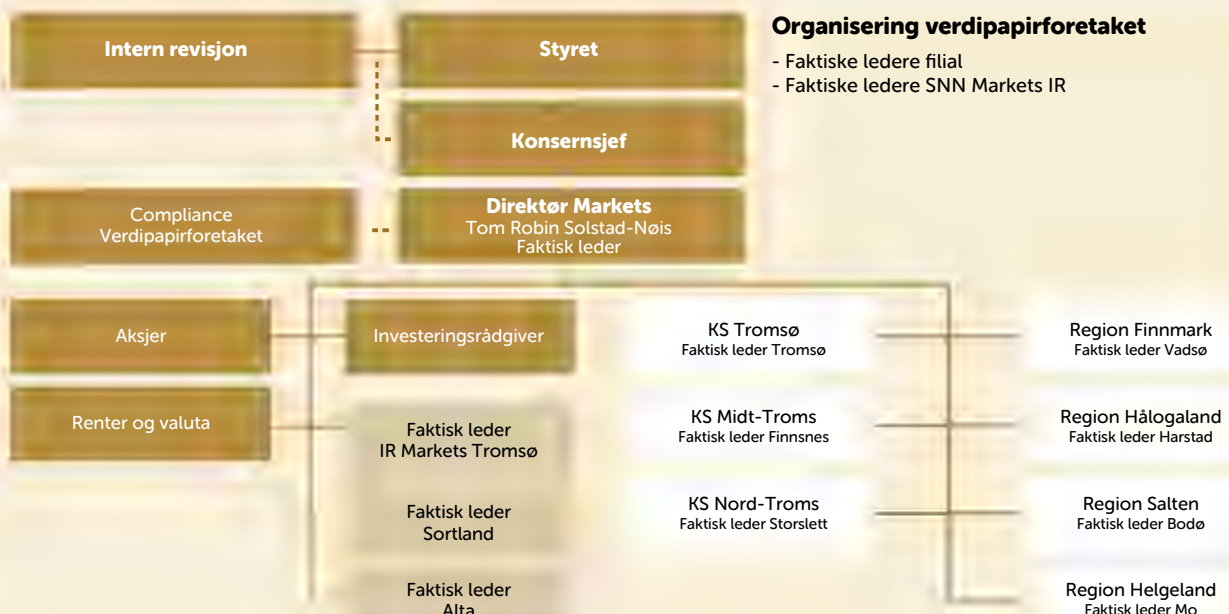 Organisering verdipapirforetaket
- Faktiske ledere filial
- Faktiske ledere SNN Markets IR
Intern revisjon
Styret
Konsernsjef
Compliance
Verdipapirforetaket
Direktør Markets
Tom Robin Solstad-Nøis
Faktisk leder
Aksjer
Investeringsrådgiver
KS Tromsø
Faktisk leder Tromsø
Region Finnmark
Faktisk leder Vadsø
Renter og valuta
Faktisk leder
IR Markets Tromsø
KS Midt-Troms
Faktisk leder Finnsnes
Region Hålogaland
Faktisk leder Harstad
Faktisk leder
Sortland
KS Nord-Troms
Faktisk leder Storslett
Region Salten
Faktisk leder Bodø
Faktisk leder
Alta
Region Helgeland
Faktisk leder Mo